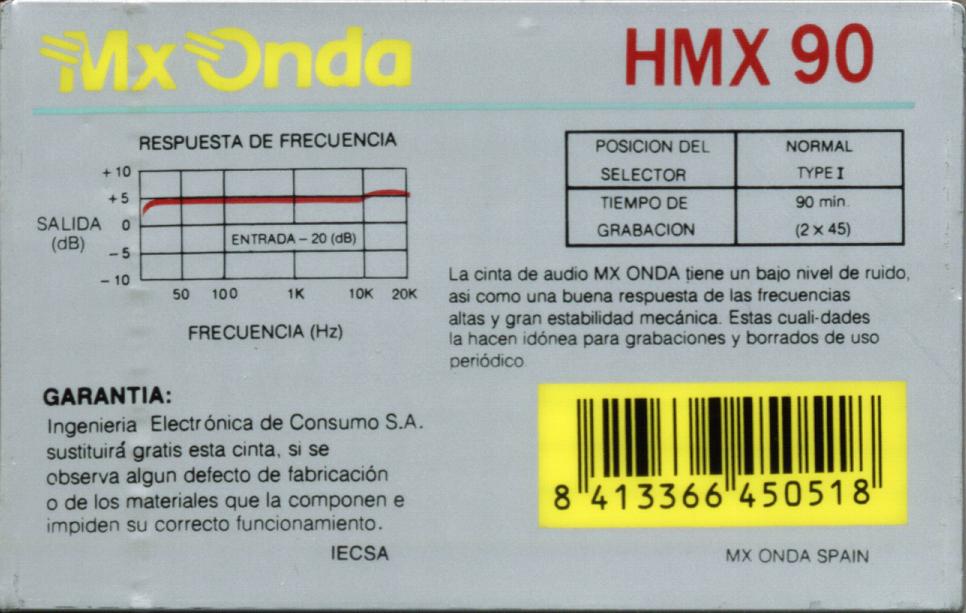 Mx Onda
HMX 90
RESPUESTA DE FRECUENCIA
+ 10
+ 5
0
- 5
- 10
SALIDA
(dB)
ENTRADA – 20 (dB)
50 100 1K 10K 20K
FRECUENCIA (Hz)
POSICION DEL
SELECTOR
NORMAL
TYPE I
TIEMPO DE
GRABACION
90 min.
(2 x 45)
La cinta de audio MX ONDA tiene un bajo nivel de ruido,
asi como una buena respuesta de las frecuencias
altas y gran estabilidad mecánica. Estas cuali-dades
la hacen idónea para grabaciones y borrados de uso
periódico
GARANTIA:
Ingenieria Electrónica de Consumo S.A.
sustituirá gratis esta cinta, si se
observa algun defecto de fabricación
o de los materiales que la componen e
impiden su correcto funcionamiento.
IECSA
8 413366 450518
MX ONDA SPAIN